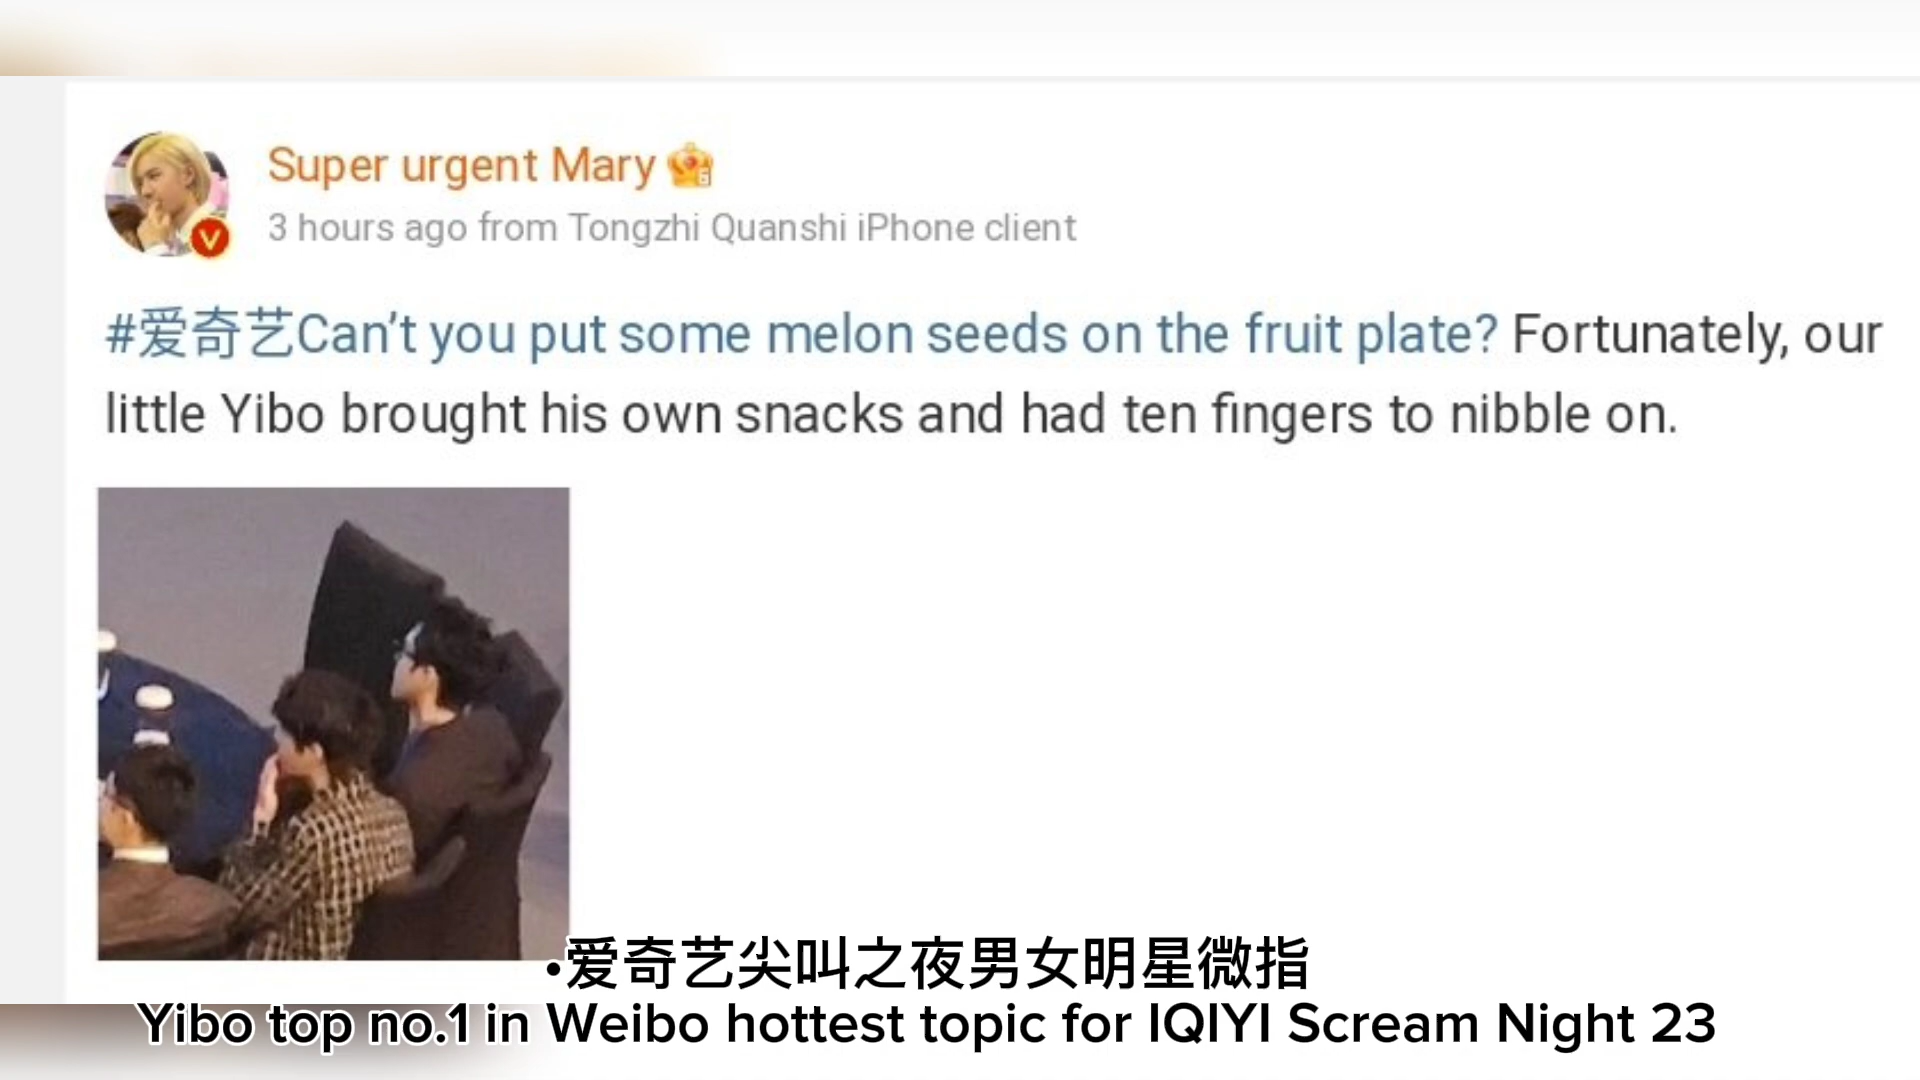 Super urgent Mary
3 hours ago from Tongzhi Quanshi iPhone client
#爱奇艺Can't you put some melon seeds on the fruit plate? Fortunately, our
little Yibo brought his own snacks and had ten fingers to nibble on.
•爱奇艺尖叫之夜男女明星微指
Yibo top no.1 in Weibo hottest topic for IQIYI Scream Night 23